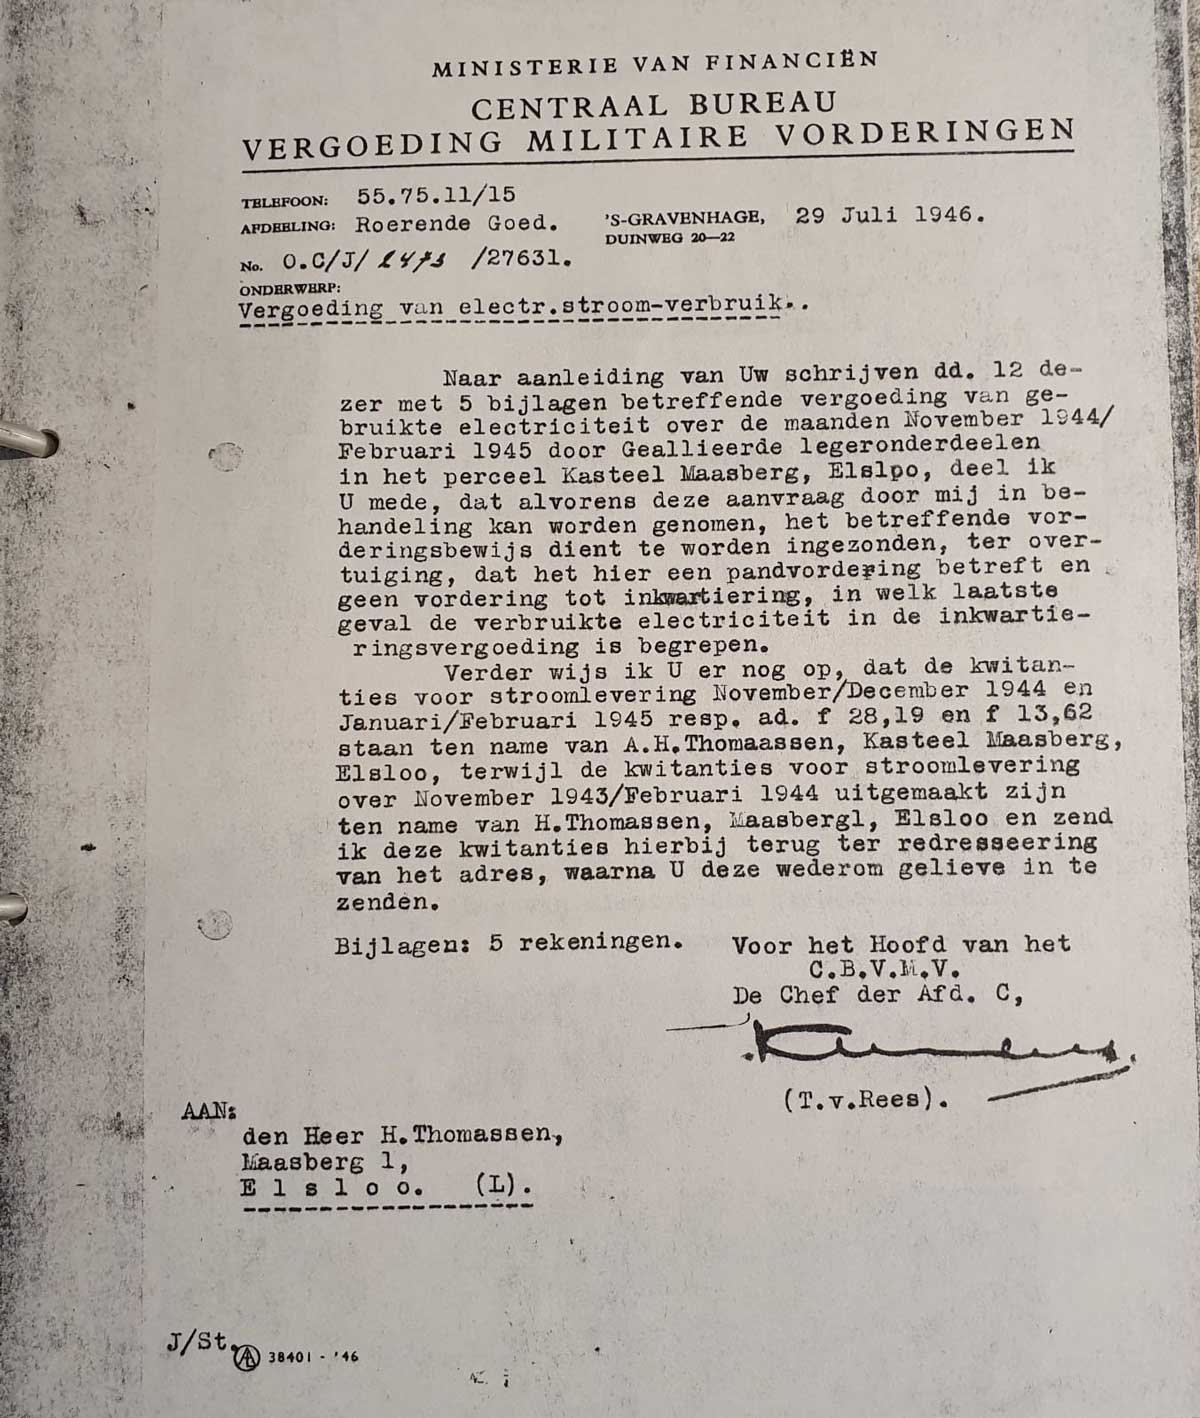 MINISTERIE VAN FINANCIËN
CENTRAAL BUREAU
VERGOEDING MILITAIRE VORDERINGEN
TELEFOON: 55.75.11/15
AFDEELING: Roerende Goed.
'S-GRAVENHAGE, 29 Juli 1946.
DUINWEG 20—22
No. O.C/J/ 2473 /27631.
ONDERWERP:
Vergoeding van electr.stroom-verbruik..
Naar aanleiding van Uw schrijven dd. 12 de-
zer met 5 bijlagen betreffende vergoeding van ge-
bruikte electriciteit over de maanden November 1944/
Februari 1945 door Geallieerde legeronderdeelen
in het perceel Kasteel Maasberg, Elslpo, deel ik
U mede, dat alvorens deze aanvraag door mij in be-
handeling kan worden genomen, het betreffende vor-
deringsbewijs dient te worden ingezonden, ter over-
tuiging, dat het hier een pandvordering betreft en
geen vordering tot inkwartiering, in welk laatste
geval de verbruikte electriciteit in de inkwartie-
ringsvergoeding is begrepen.
Verder wijs ik U er nog op, dat de kwitan-
ties voor stroomlevering November/December 1944 en
Januari/Februari 1945 resp. ad. f 28,19 en f 13,62
staan ten name van A.H.Thomaassen, Kasteel Maasberg,
Elsloo, terwijl de kwitanties voor stroomlevering
over November 1943/Februari 1944 uitgemaakt zijn
ten name van H.Thomassen, Maasberg1, Elsloo en zend
ik deze kwitanties hierbij terug ter redresseering
van het adres, waarna U deze wederom gelieve in te
zenden.
Bijlagen: 5 rekeningen.
Voor het Hoofd van het
C.B.V.M.V.
De Chef der Afd. C,
(T.v.Rees).
AAN:
den Heer H.Thomassen,
Maasberg 1,
E l s l o o. (L).
J/St.
38401 - '46